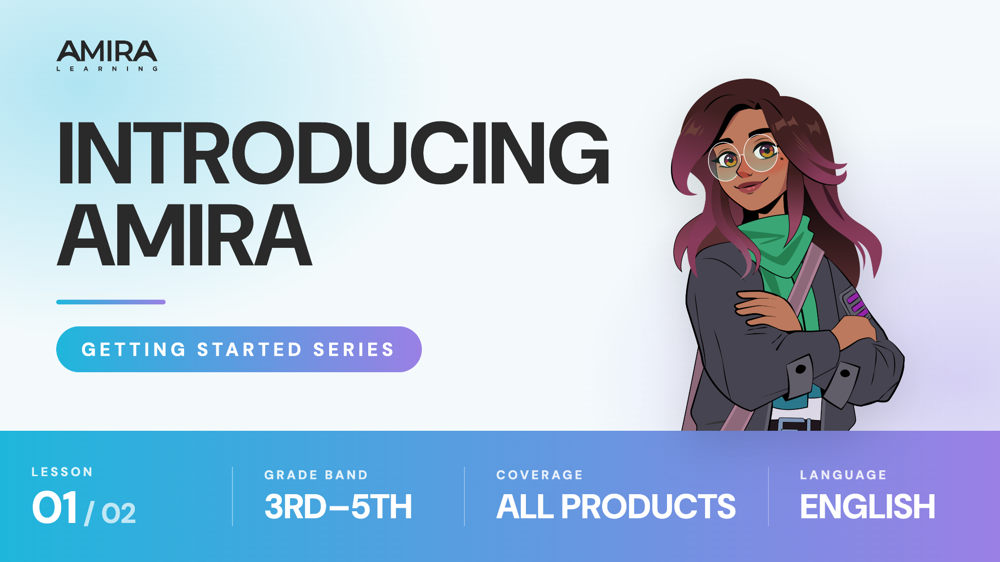 AMIRA
LEARNING
INTRODUCING
AMIRA
GETTING STARTED SERIES
LESSON
01 / 02
GRADE BAND
3RD–5TH
COVERAGE
ALL PRODUCTS
LANGUAGE
ENGLISH